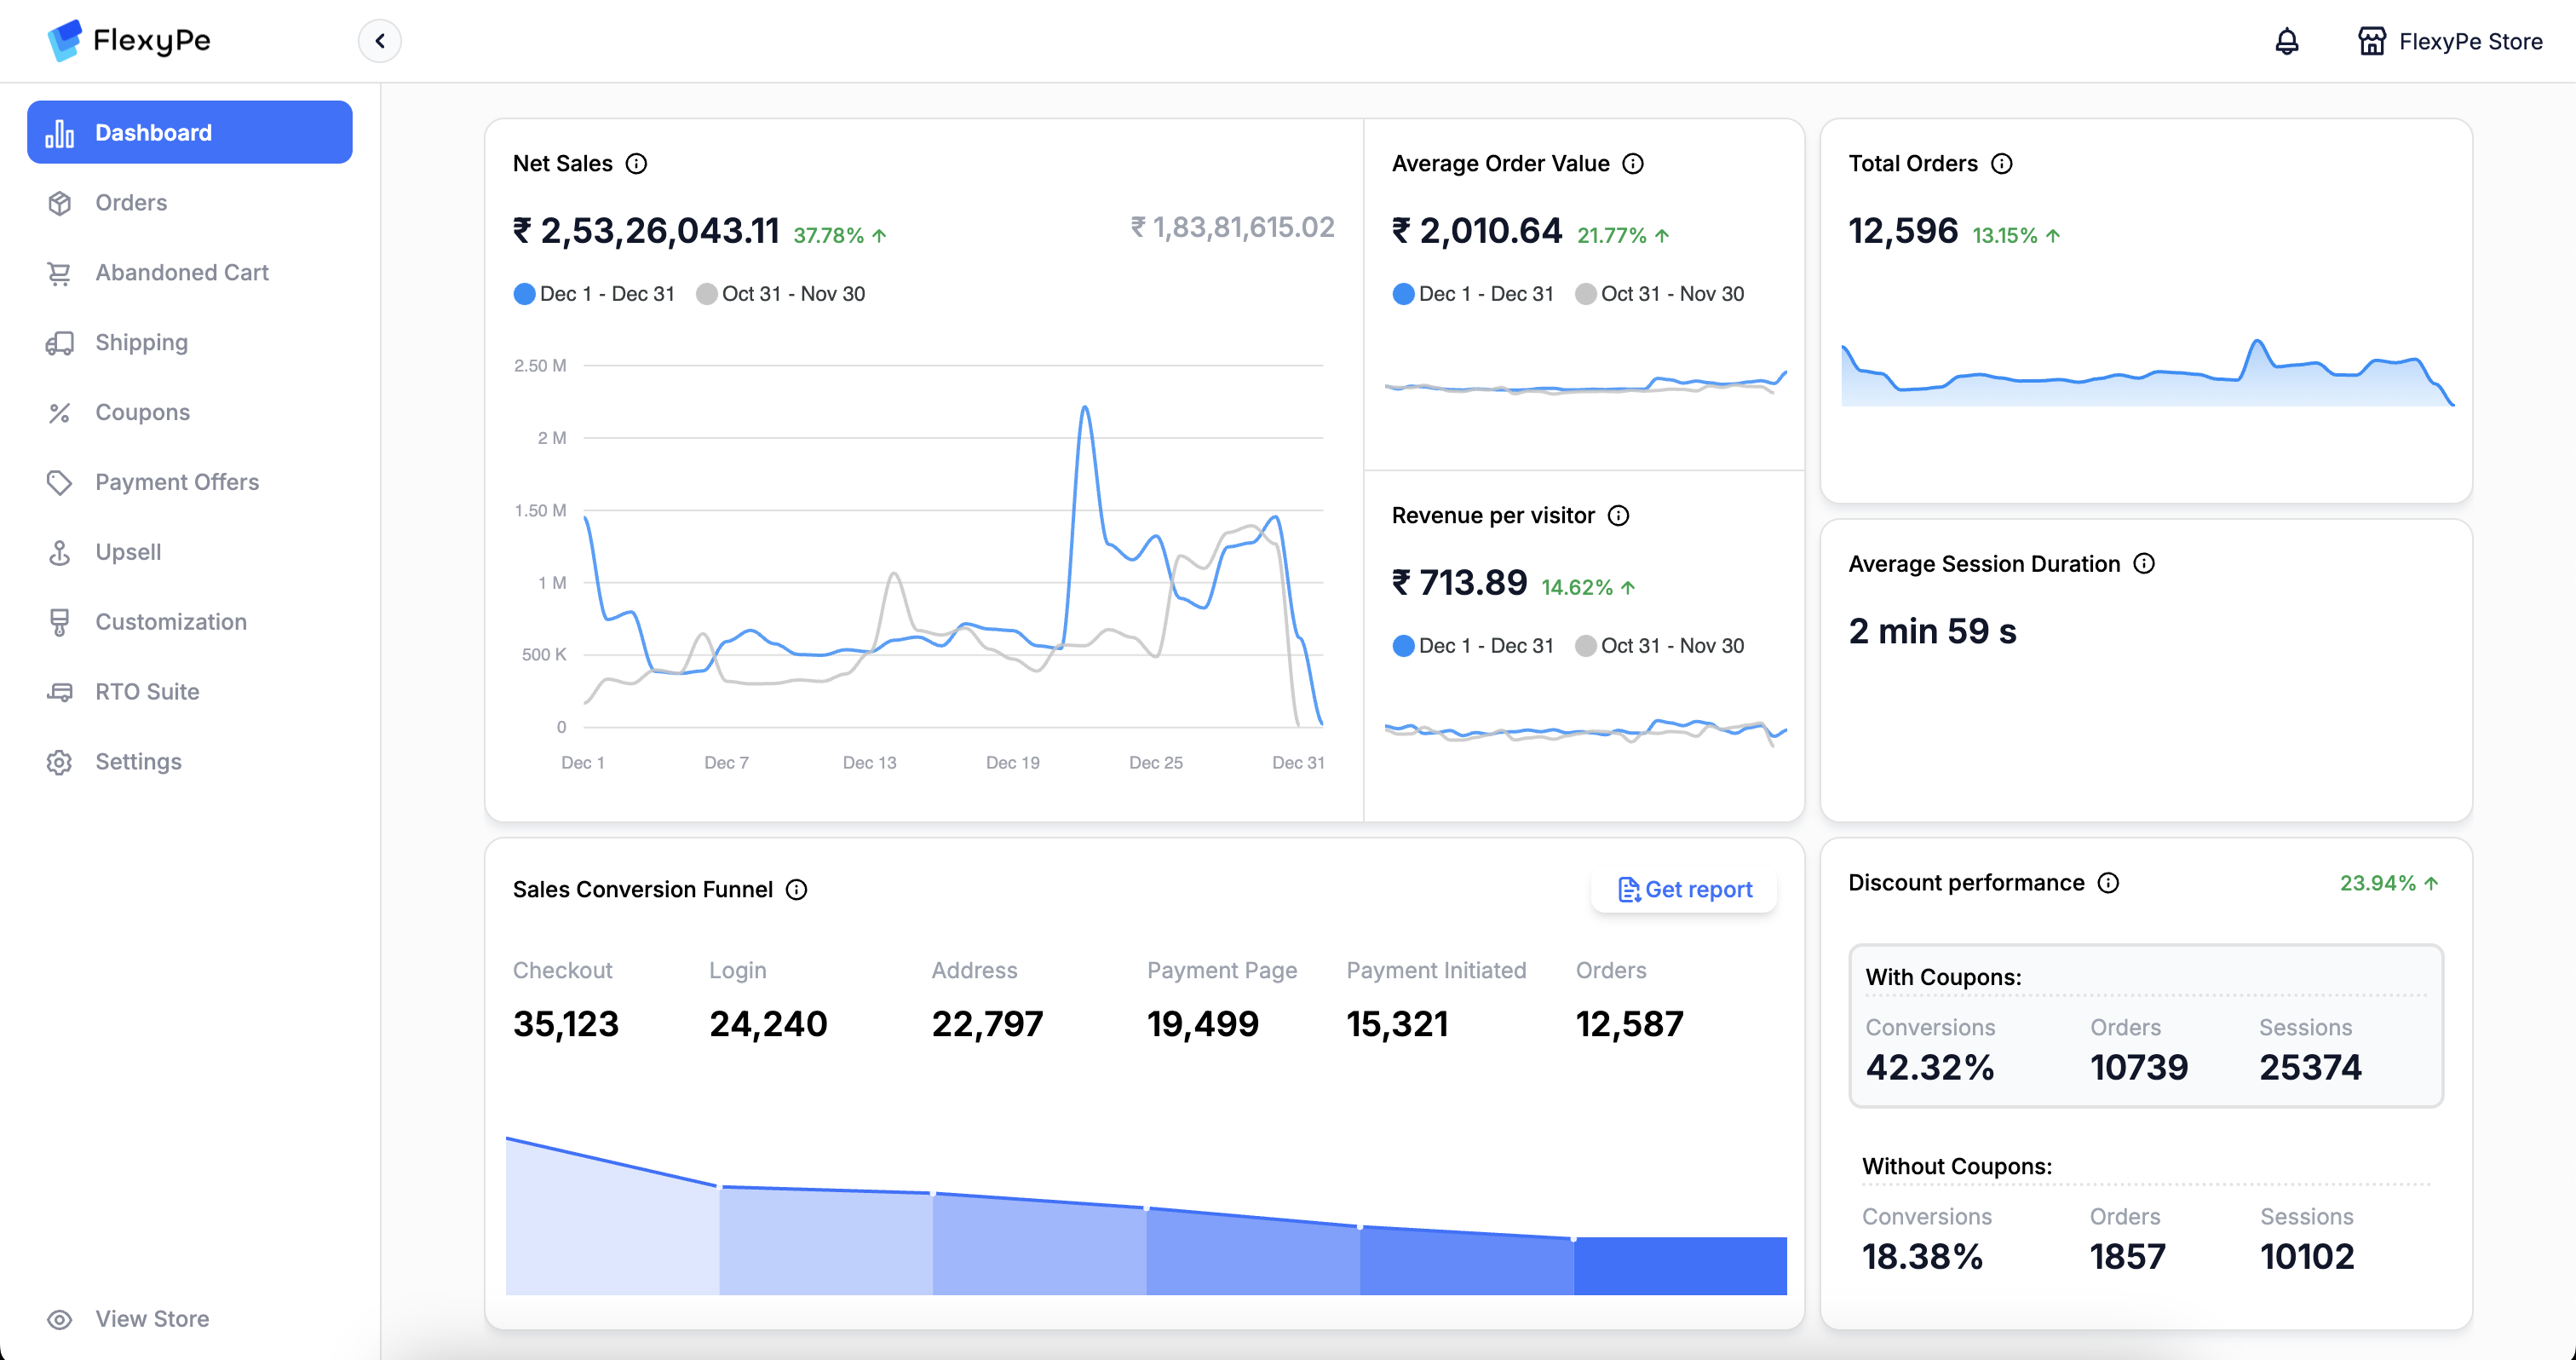 FlexyPe
FlexyPe Store
Dashboard
Orders
Abandoned Cart
Shipping
Coupons
Payment Offers
Upsell
Customization
RTO Suite
Settings
View Store
Net Sales
₹ 2,53,26,043.11 37.78% ↑ ₹ 1,83,81,615.02
Dec 1 - Dec 31 Oct 31 - Nov 30
2.50 M
2 M
1.50 M
1 M
500 K
0
Dec 1 Dec 7 Dec 13 Dec 19 Dec 25 Dec 31
Average Order Value
₹ 2,010.64 21.77% ↑
Dec 1 - Dec 31 Oct 31 - Nov 30
Revenue per visitor
₹ 713.89 14.62% ↑
Dec 1 - Dec 31 Oct 31 - Nov 30
Total Orders
12,596 13.15% ↑
Average Session Duration
2 min 59 s
Sales Conversion Funnel
Get report
Checkout Login Address Payment Page Payment Initiated Orders
35,123 24,240 22,797 19,499 15,321 12,587
Discount performance 23.94% ↑
With Coupons:
Conversions Orders Sessions
42.32% 10739 25374
Without Coupons:
Conversions Orders Sessions
18.38% 1857 10102